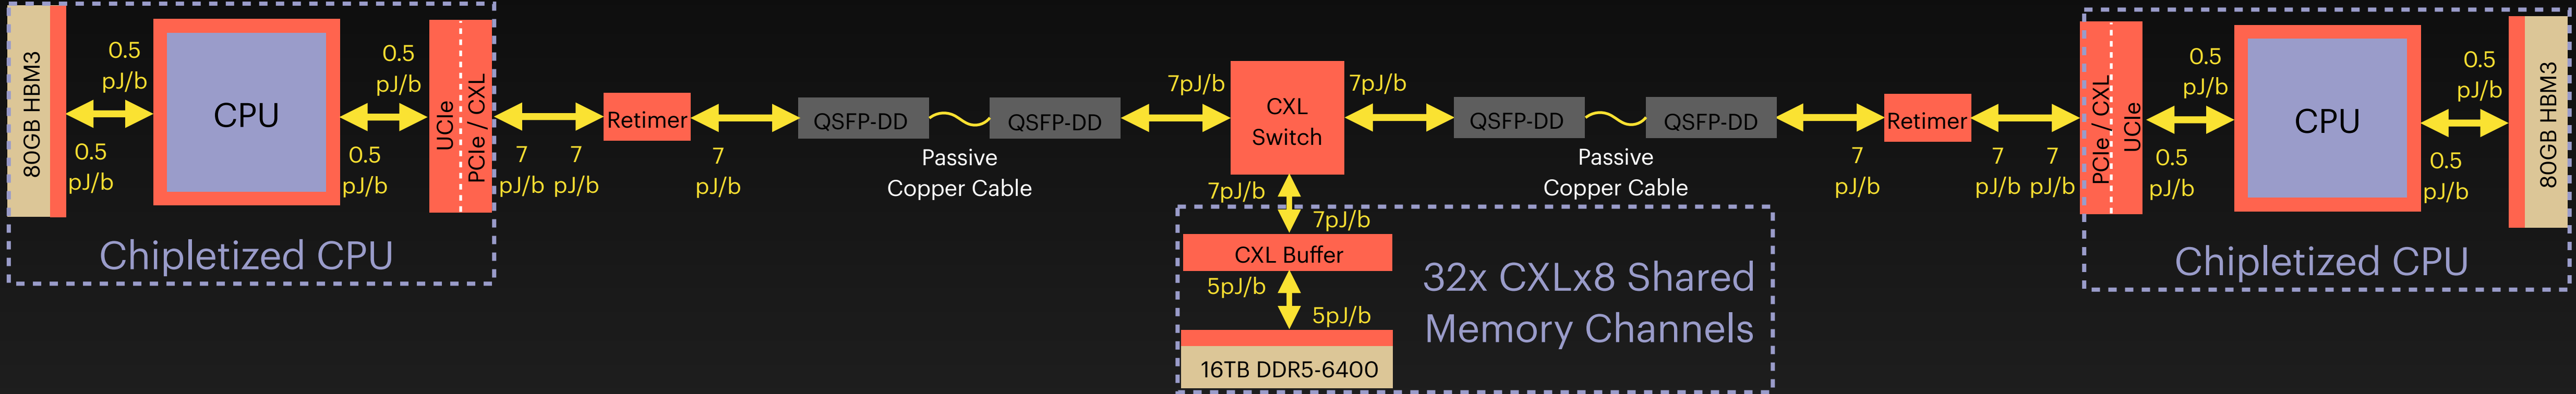 80GB HBM3
0.5
pJ/b
0.5
pJ/b
CPU
0.5
pJ/b
0.5
pJ/b
UCIe
PCIe / CXL
Chipletized CPU
7
pJ/b
7
pJ/b
Retimer
7
pJ/b
QSFP-DD
QSFP-DD
Passive
Copper Cable
7pJ/b
CXL
Switch
7pJ/b
7pJ/b
7pJ/b
CXL Buffer
5pJ/b
5pJ/b
16TB DDR5-6400
32x CXLx8 Shared
Memory Channels
QSFP-DD
QSFP-DD
Passive
Copper Cable
7
pJ/b
Retimer
7
pJ/b
7
pJ/b
PCIe / CXL
UCIe
0.5
pJ/b
0.5
pJ/b
CPU
0.5
pJ/b
0.5
pJ/b
80GB HBM3
Chipletized CPU